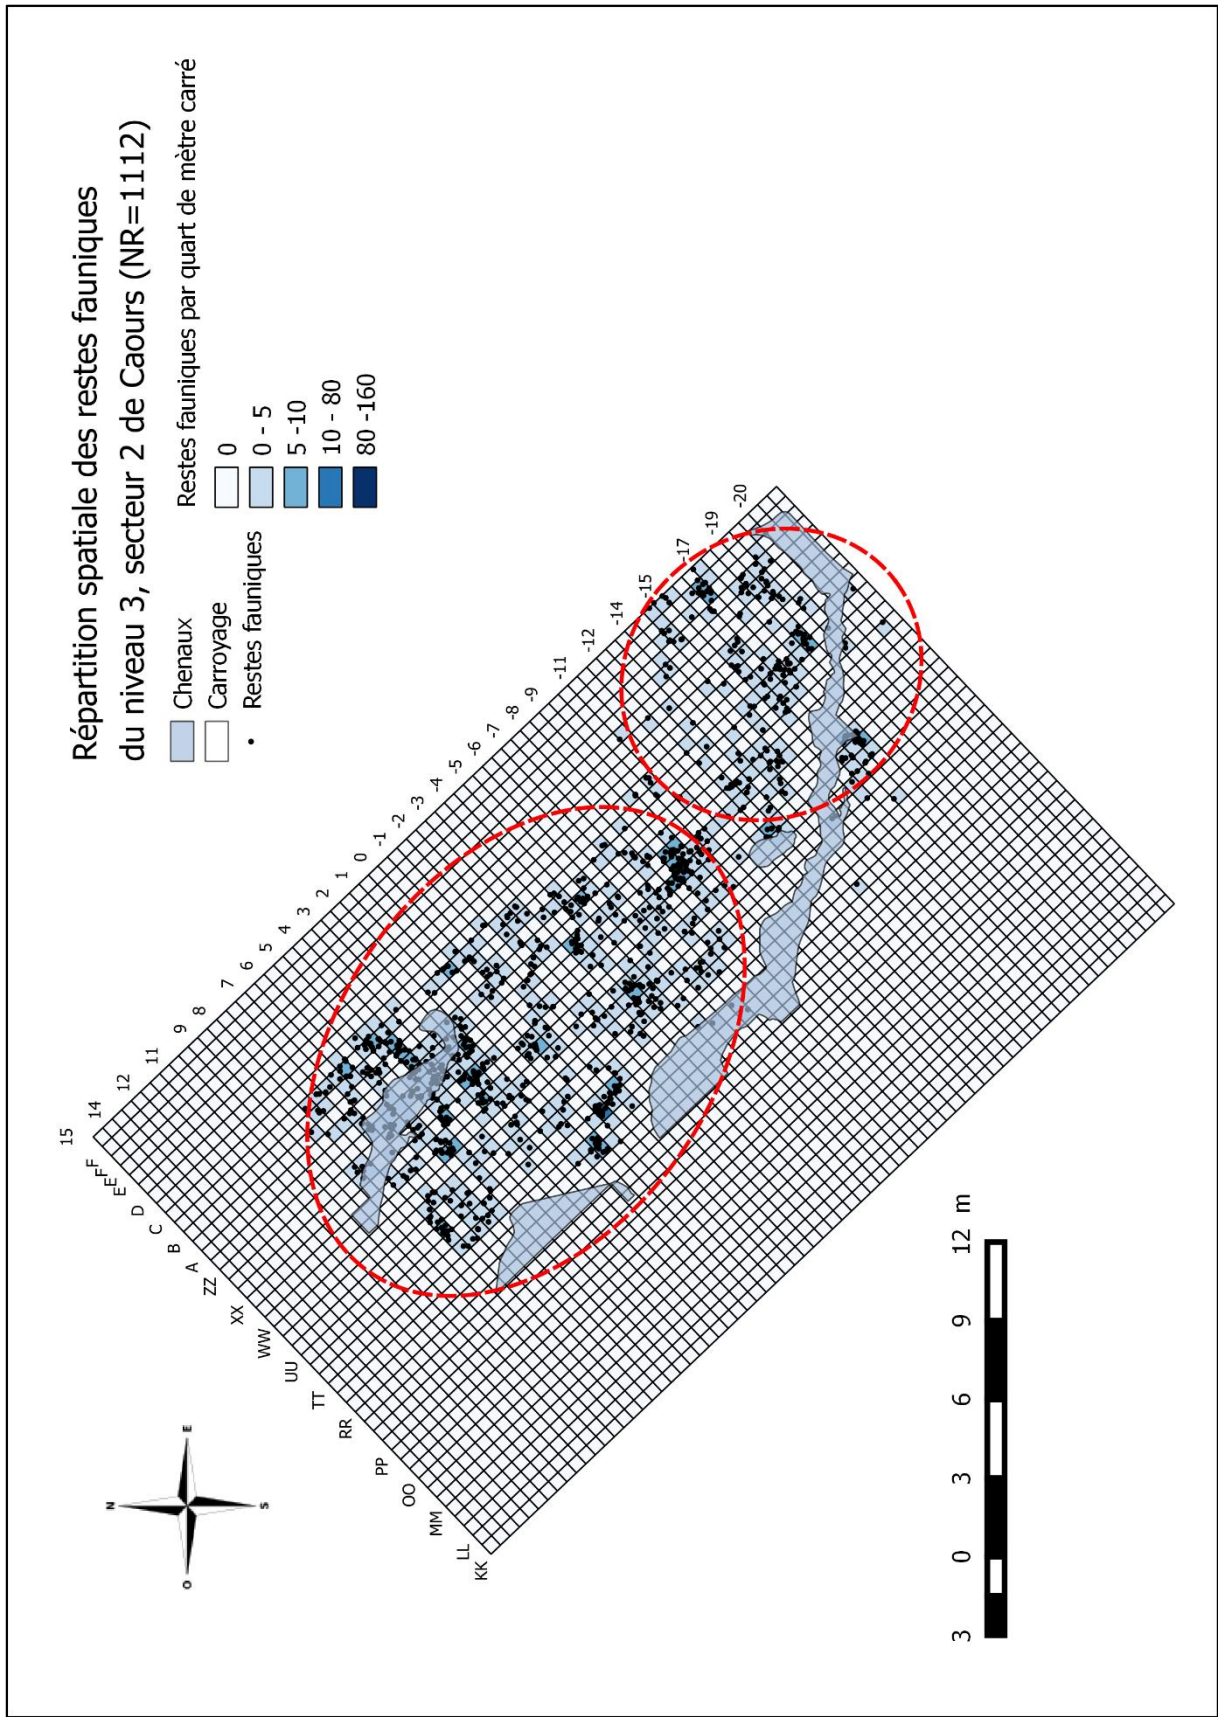 Répartition spatiale des restes fauniques
du niveau 3, secteur 2 de Caours (NR=1112)
Chenaux
Carroyage
Restes fauniques
Restes fauniques par quart de mètre carré
0
0 - 5
5 -10
10 - 80
80 -160
N
O
E
S
15
14
12
11
9
8
7
6
5
4
3
2
1
0
-1
-2
-3
-4
-5
-6
-7
-8
-9
-11
-12
-14
-15
-17
-19
-20
F
F
E
E
D
C
B
A
ZZ
XX
WW
UU
TT
RR
PP
OO
MM
LL
KK
3 0 3 6 9 12 m